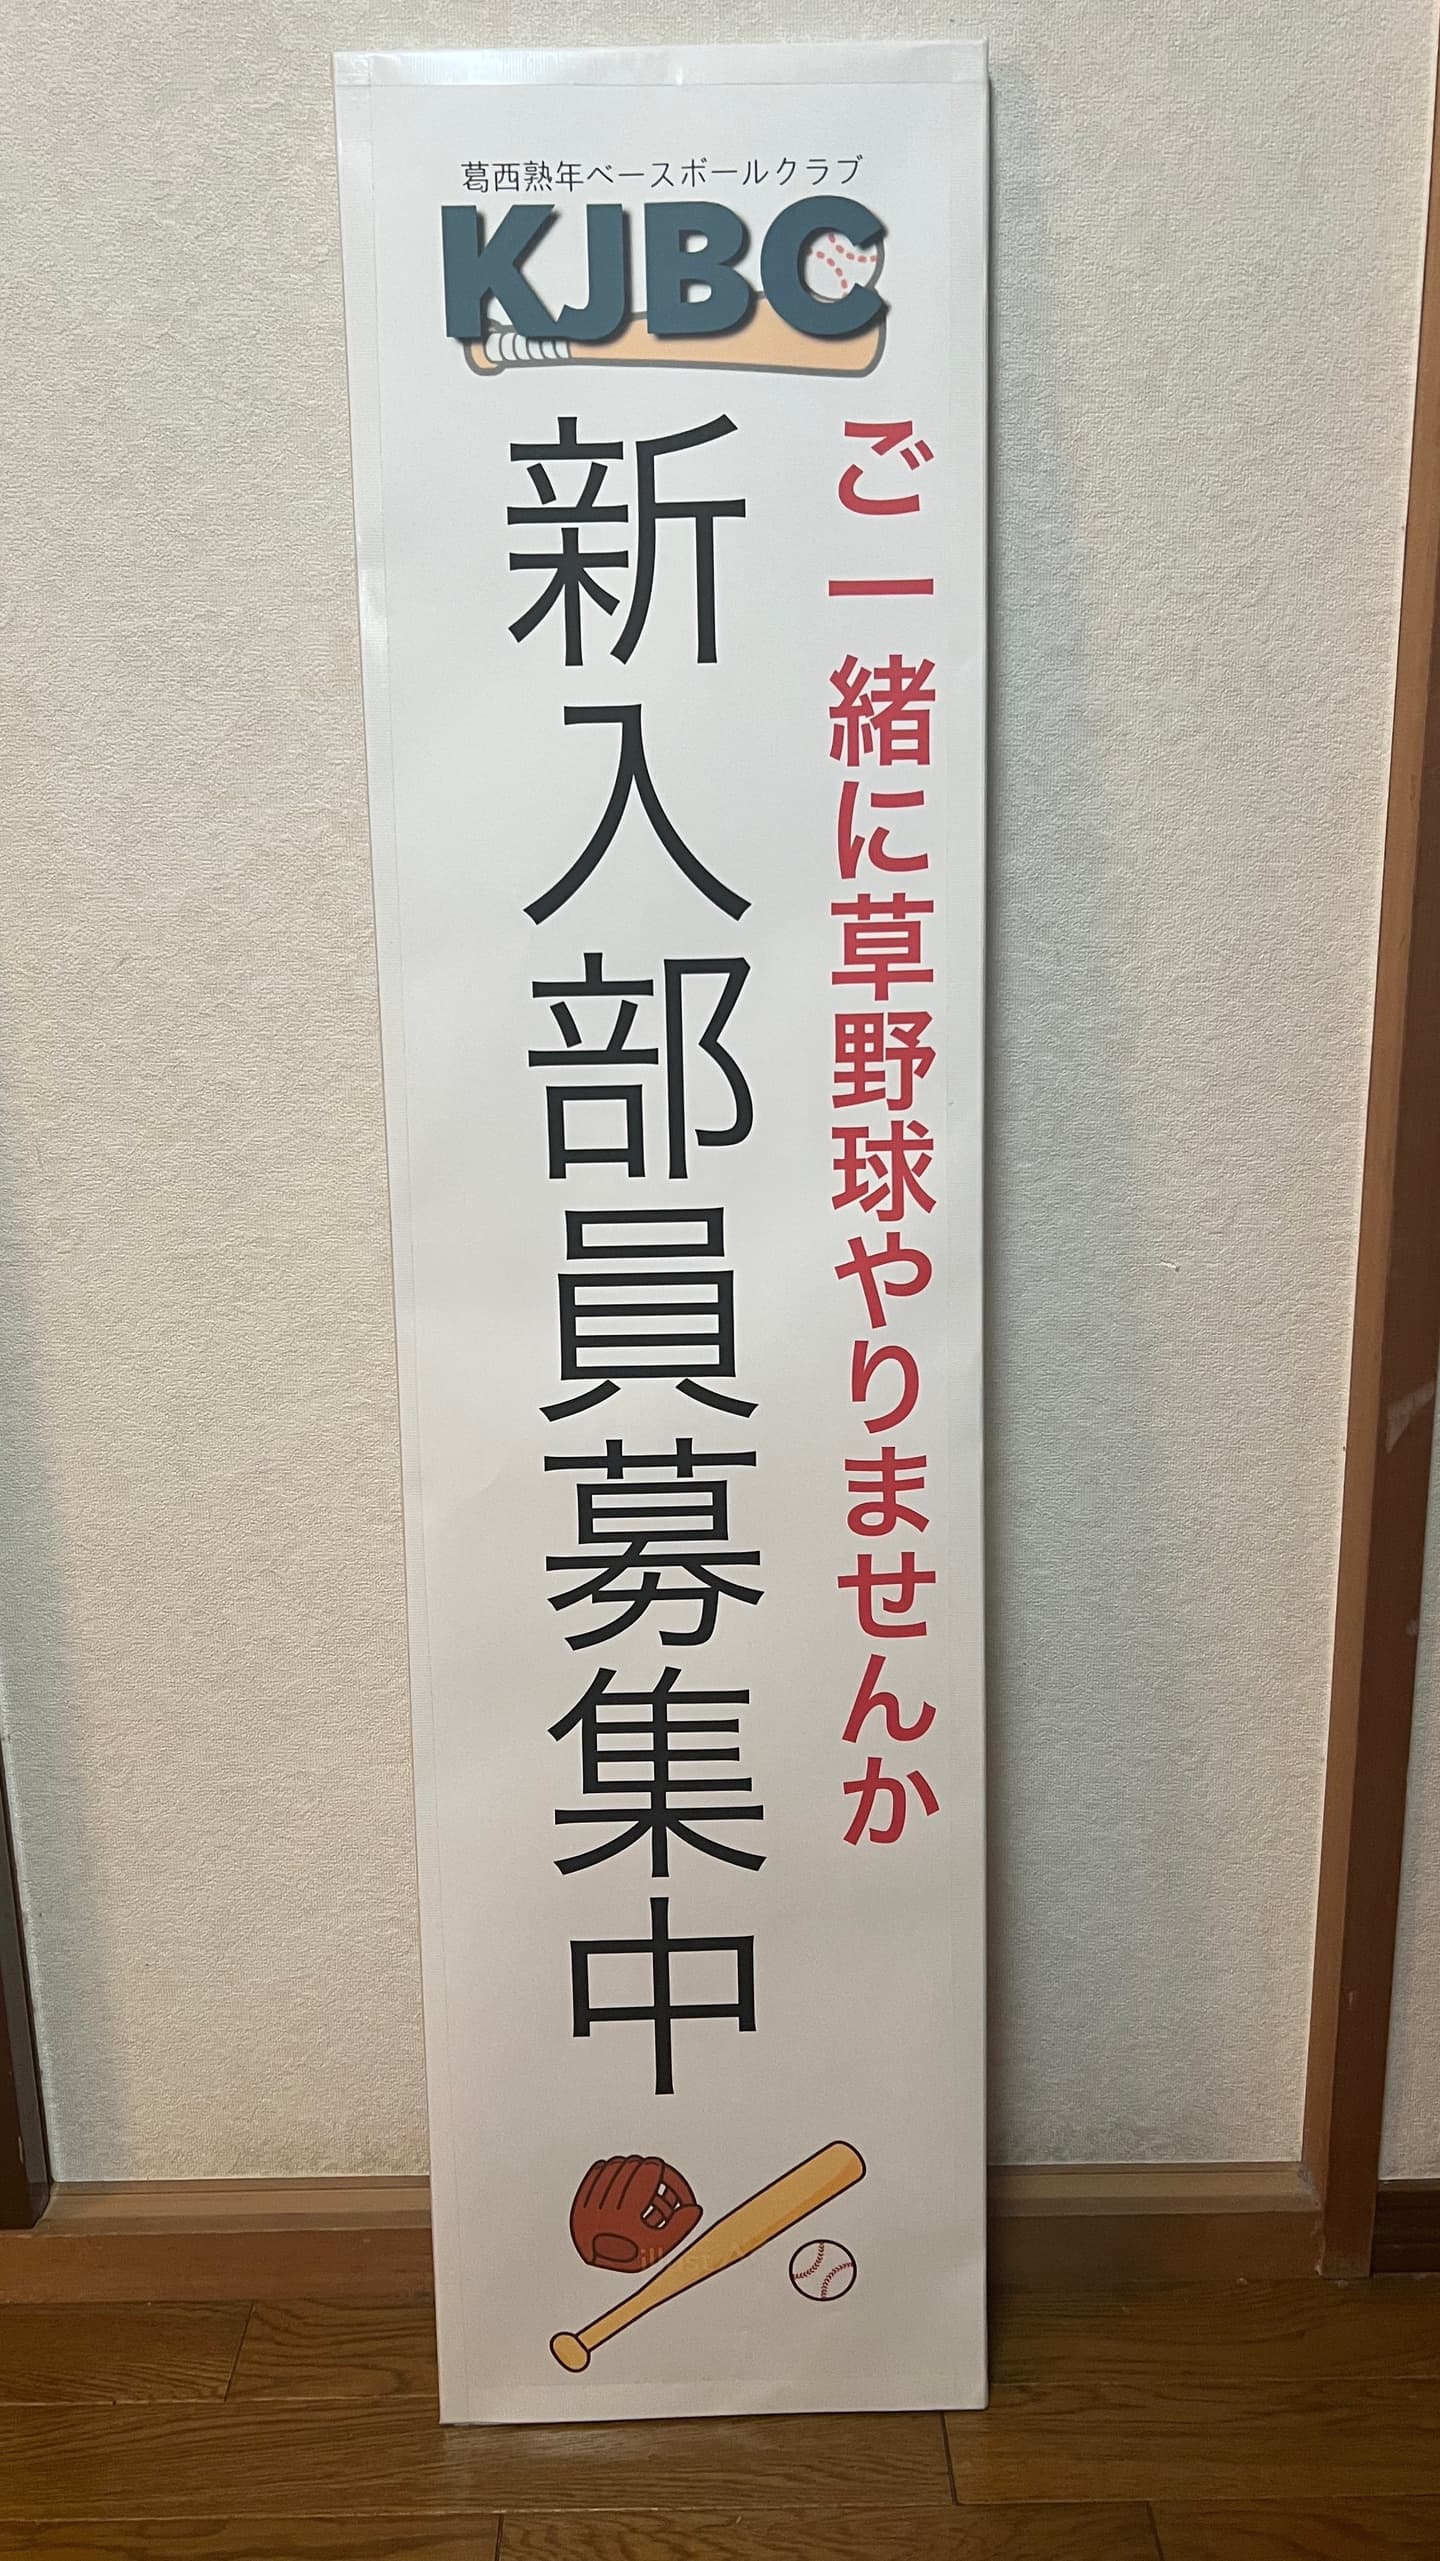 葛西熟年ベースボールクラブ
KJBC
ご一緒に草野球やりませんか
新入部員募集中